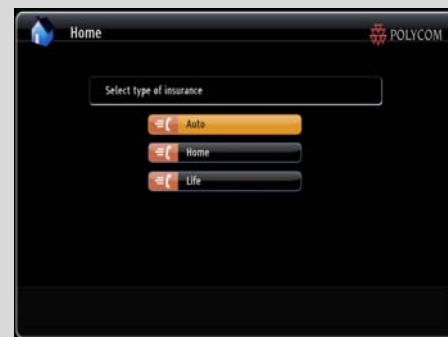 Home
POLYCOM
Select type of insurance
Auto
Home
Life